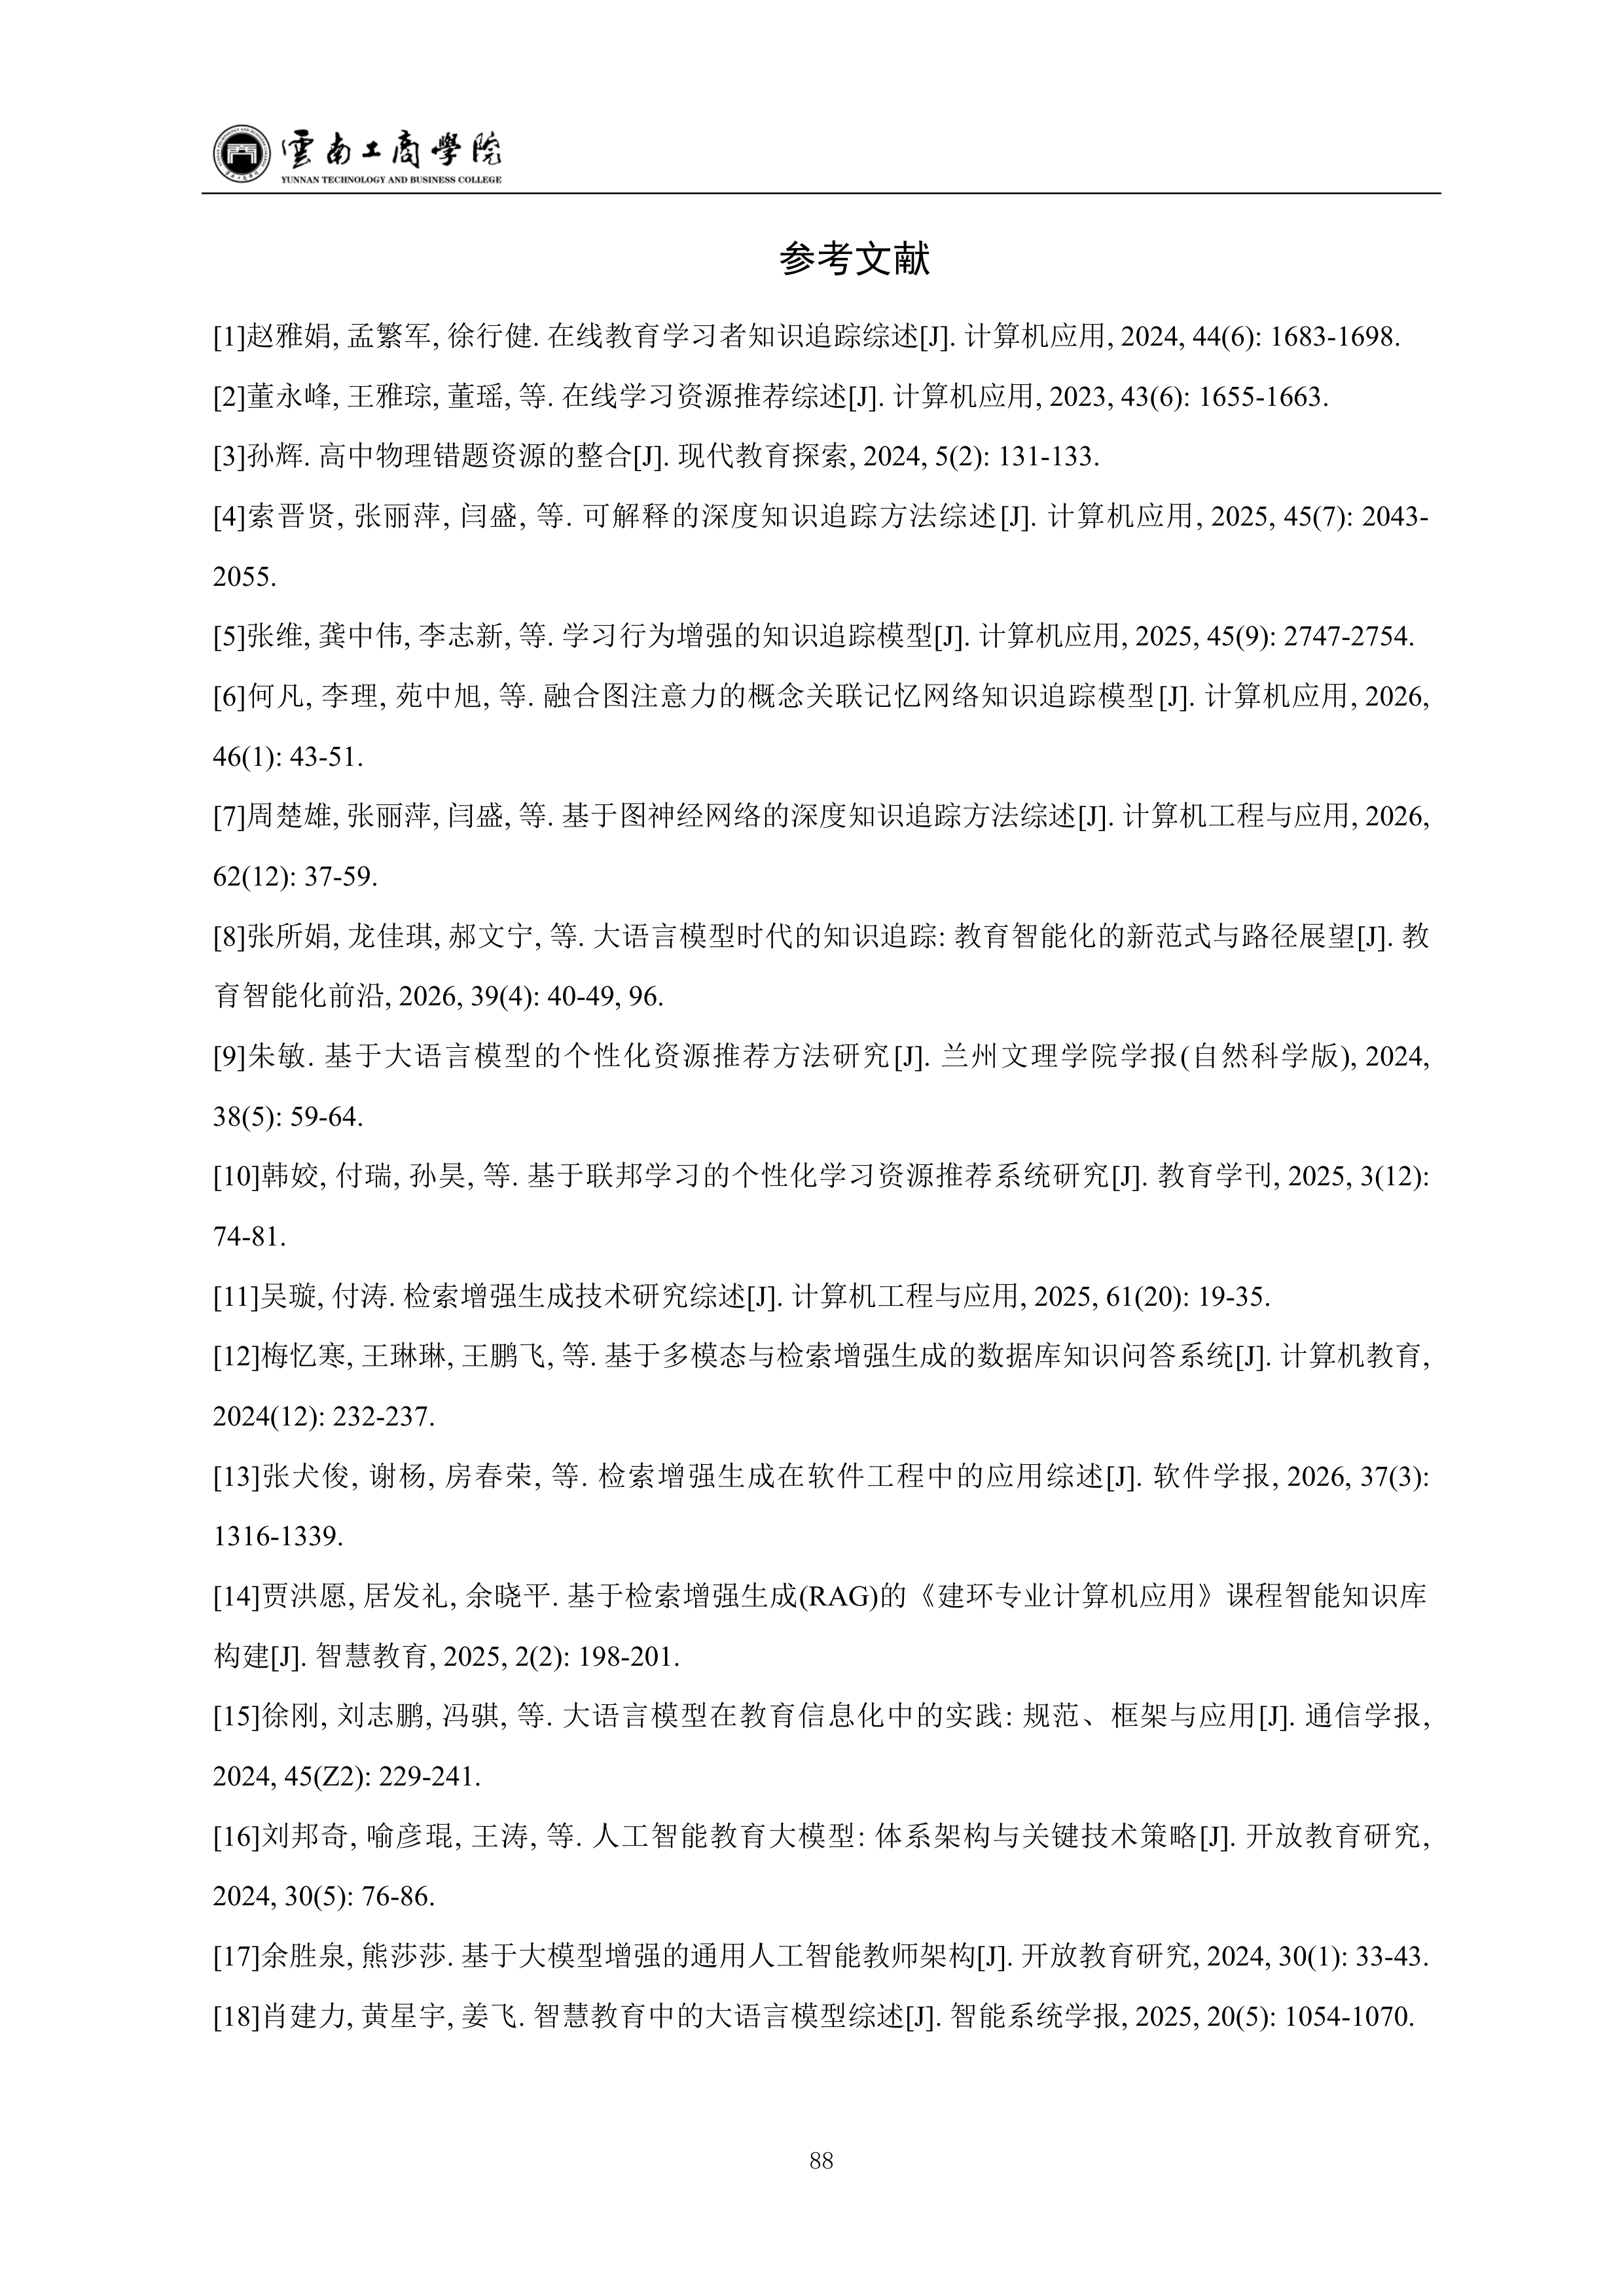 雲南工商學院
YUNNAN TECHNOLOGY AND BUSINESS COLLEGE
参考文献
[1]赵雅娟, 孟繁军, 徐行健. 在线教育学习者知识追踪综述[J]. 计算机应用, 2024, 44(6): 1683-1698.
[2]董永峰, 王雅琮, 董瑶, 等. 在线学习资源推荐综述[J]. 计算机应用, 2023, 43(6): 1655-1663.
[3]孙辉. 高中物理错题资源的整合[J]. 现代教育探索, 2024, 5(2): 131-133.
[4]索晋贤, 张丽萍, 闫盛, 等. 可解释的深度知识追踪方法综述[J]. 计算机应用, 2025, 45(7): 2043-
2055.
[5]张维, 龚中伟, 李志新, 等. 学习行为增强的知识追踪模型[J]. 计算机应用, 2025, 45(9): 2747-2754.
[6]何凡, 李理, 苑中旭, 等. 融合图注意力的概念关联记忆网络知识追踪模型[J]. 计算机应用, 2026,
46(1): 43-51.
[7]周楚雄, 张丽萍, 闫盛, 等. 基于图神经网络的深度知识追踪方法综述[J]. 计算机工程与应用, 2026,
62(12): 37-59.
[8]张所娟, 龙佳琪, 郝文宁, 等. 大语言模型时代的知识追踪: 教育智能化的新范式与路径展望[J]. 教
育智能化前沿, 2026, 39(4): 40-49, 96.
[9]朱敏. 基于大语言模型的个性化资源推荐方法研究[J]. 兰州文理学院学报(自然科学版), 2024,
38(5): 59-64.
[10]韩姣, 付瑞, 孙昊, 等. 基于联邦学习的个性化学习资源推荐系统研究[J]. 教育学刊, 2025, 3(12):
74-81.
[11]吴璇, 付涛. 检索增强生成技术研究综述[J]. 计算机工程与应用, 2025, 61(20): 19-35.
[12]梅忆寒, 王琳琳, 王鹏飞, 等. 基于多模态与检索增强生成的数据库知识问答系统[J]. 计算机教育,
2024(12): 232-237.
[13]张犬俊, 谢杨, 房春荣, 等. 检索增强生成在软件工程中的应用综述[J]. 软件学报, 2026, 37(3):
1316-1339.
[14]贾洪愿, 居发礼, 余晓平. 基于检索增强生成(RAG)的《建环专业计算机应用》课程智能知识库
构建[J]. 智慧教育, 2025, 2(2): 198-201.
[15]徐刚, 刘志鹏, 冯骐, 等. 大语言模型在教育信息化中的实践: 规范、框架与应用[J]. 通信学报,
2024, 45(Z2): 229-241.
[16]刘邦奇, 喻彦琨, 王涛, 等. 人工智能教育大模型: 体系架构与关键技术策略[J]. 开放教育研究,
2024, 30(5): 76-86.
[17]余胜泉, 熊莎莎. 基于大模型增强的通用人工智能教师架构[J]. 开放教育研究, 2024, 30(1): 33-43.
[18]肖建力, 黄星宇, 姜飞. 智慧教育中的大语言模型综述[J]. 智能系统学报, 2025, 20(5): 1054-1070.
88